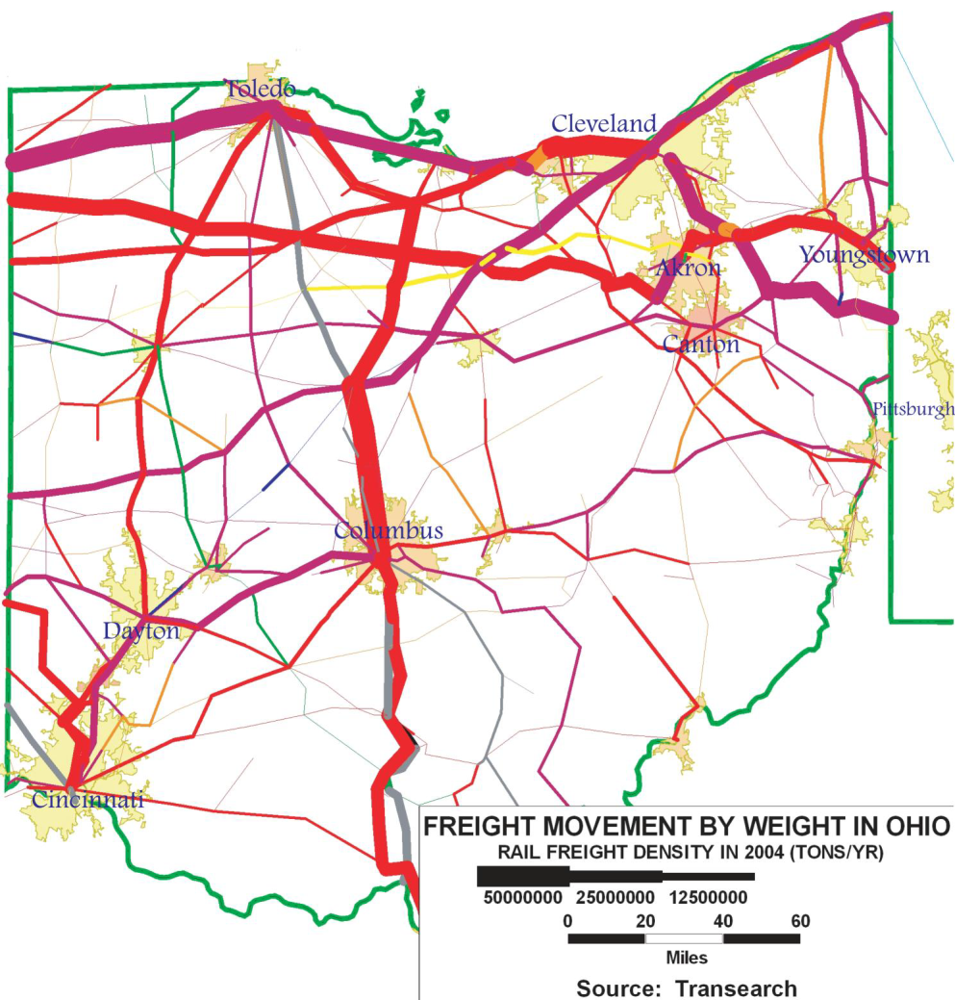 Toledo
Cleveland
Akron
Youngstown
Canton
Pittsburgh
Columbus
Dayton
Cincinnati
FREIGHT MOVEMENT BY WEIGHT IN OHIO
RAIL FREIGHT DENSITY IN 2004 (TONS/YR)
50000000 25000000 12500000
0 20 40 60
Miles
Source: Transearch